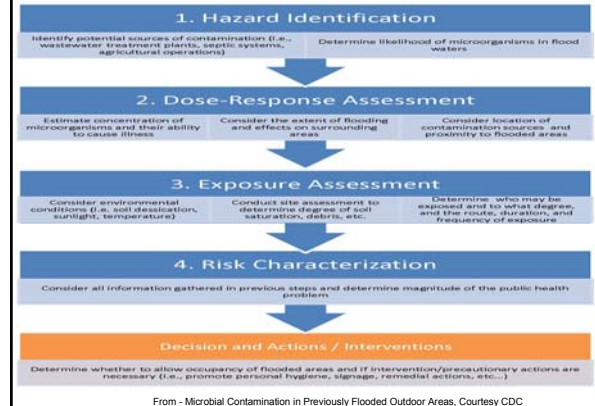 1. Hazard Identification
Identify potential sources of contamination (i.e.,
wastewater treatment plants, septic systems,
agricultural operations)
Determine likelihood of microorganisms in flood
waters
2. Dose-Response Assessment
Estimate concentration of
microorganisms and their ability
to cause illness
Consider the extent of flooding
and effects on surrounding
areas
Consider location of
contamination sources and
proximity to flooded areas
3. Exposure Assessment
Consider environmental
conditions (i.e. soil dessication,
sunlight, temperature)
Conduct site assessment to
determine degree of soil
saturation, debris, etc.
Determine who may be
exposed and to what degree,
and the route, duration, and
frequency of exposure
4. Risk Characterization
Consider all information gathered in previous steps and determine magnitude of the public health
problem
Decision and Actions / Interventions
Determine whether to allow occupancy of flooded areas and if intervention/precautionary actions are
necessary (i.e., promote personal hygiene, signage, remedial actions, etc...)
From - Microbial Contamination in Previously Flooded Outdoor Areas, Courtesy CDC